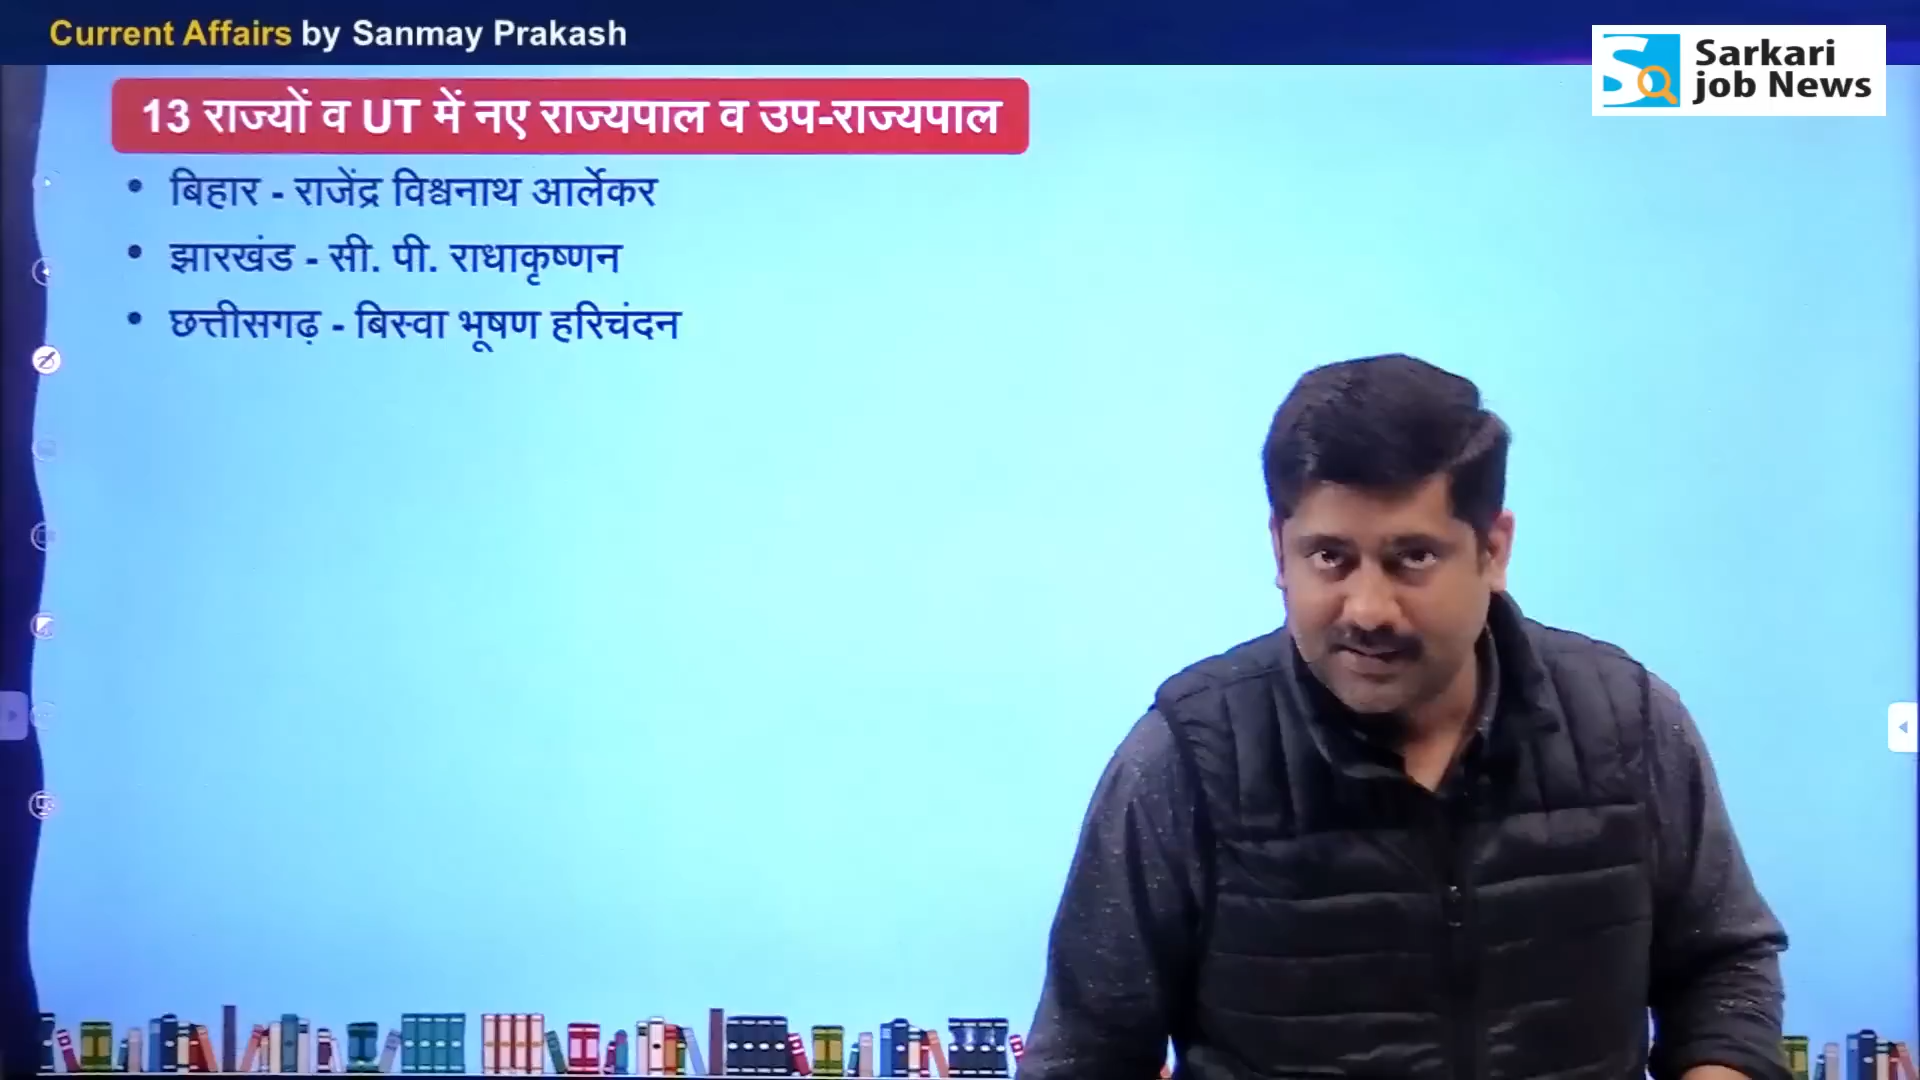 Current Affairs by Sanmay Prakash
Sarkari
job News
13 राज्यों व UT में नए राज्यपाल व उप-राज्यपाल
• बिहार - राजेंद्र विश्वनाथ आर्लेकर
• झारखंड - सी. पी. राधाकृष्णन
• छत्तीसगढ़ - बिस्वा भूषण हरिचंदन